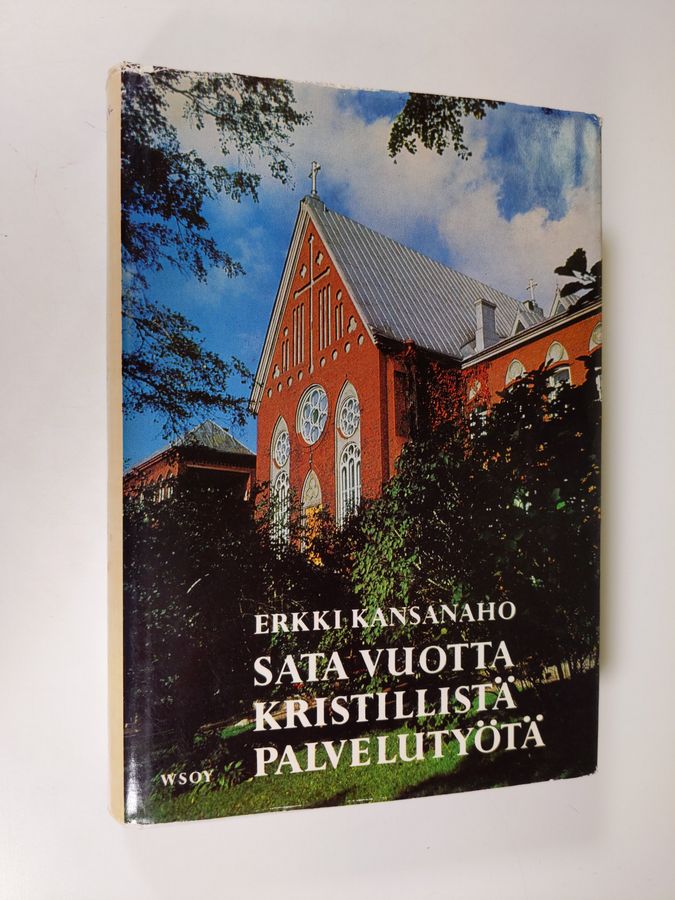 ERKKI KANSANAHO
SATA VUOTTA
KRISTILLISTÄ
PALVELUTYÖTÄ
WSOY